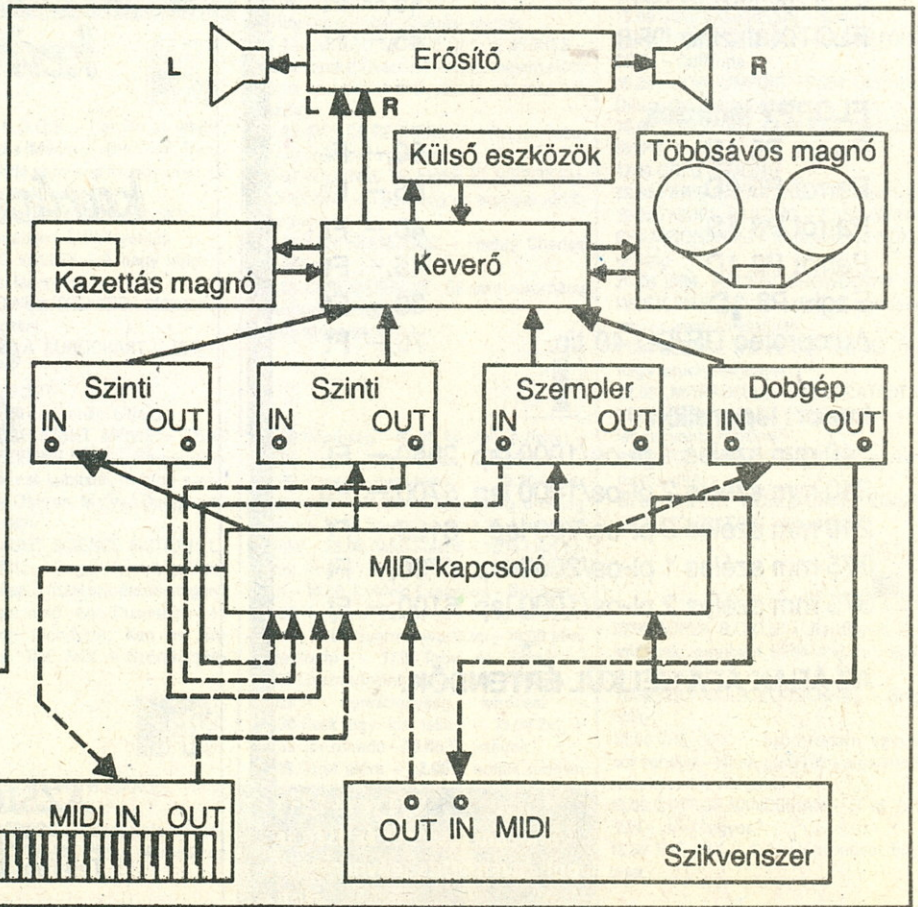 L
Erősítő
R
L R
Külső eszközök
Többsávos magnó
Kazettás magnó
Keverő
Szinti
IN OUT
Szinti
IN OUT
Szempler
IN OUT
Dobgép
IN OUT
MIDI-kapcsoló
MIDI IN OUT
OUT IN MIDI
Szikvenszer